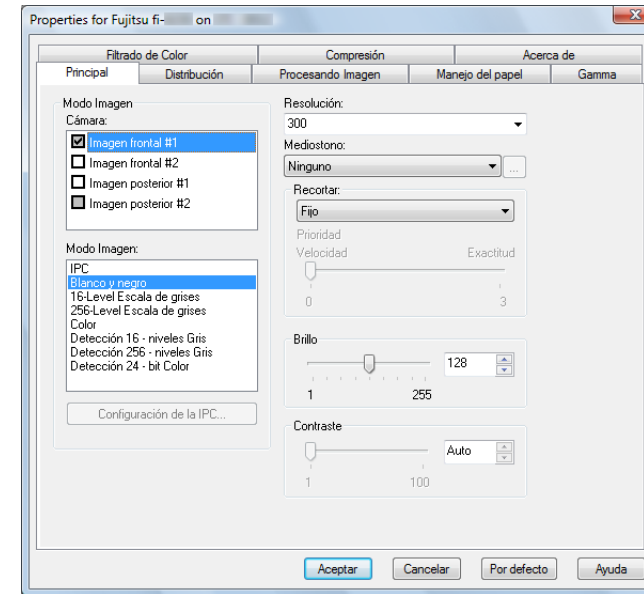 Properties for Fujitsu fi- on
Filtrado de Color Compresión Acerca de
Principal Distribución Procesando Imagen Manejo del papel Gamma
Modo Imagen
Cámara:
Imagen frontal #1
Imagen frontal #2
Imagen posterior #1
Imagen posterior #2
Modo Imagen:
IPC
Blanco y negro
16-Level Escala de grises
256-Level Escala de grises
Color
Detección 16 - niveles Gris
Detección 256 - niveles Gris
Detección 24 - bit Color
Configuración de la IPC...
Resolución:
300
Mediostono:
Ninguno ...
Recortar:
Fijo
Prioridad
Velocidad Exactitud
0 3
Brillo
128
1 255
Contraste
Auto
1 100
Aceptar Cancelar Por defecto Ayuda